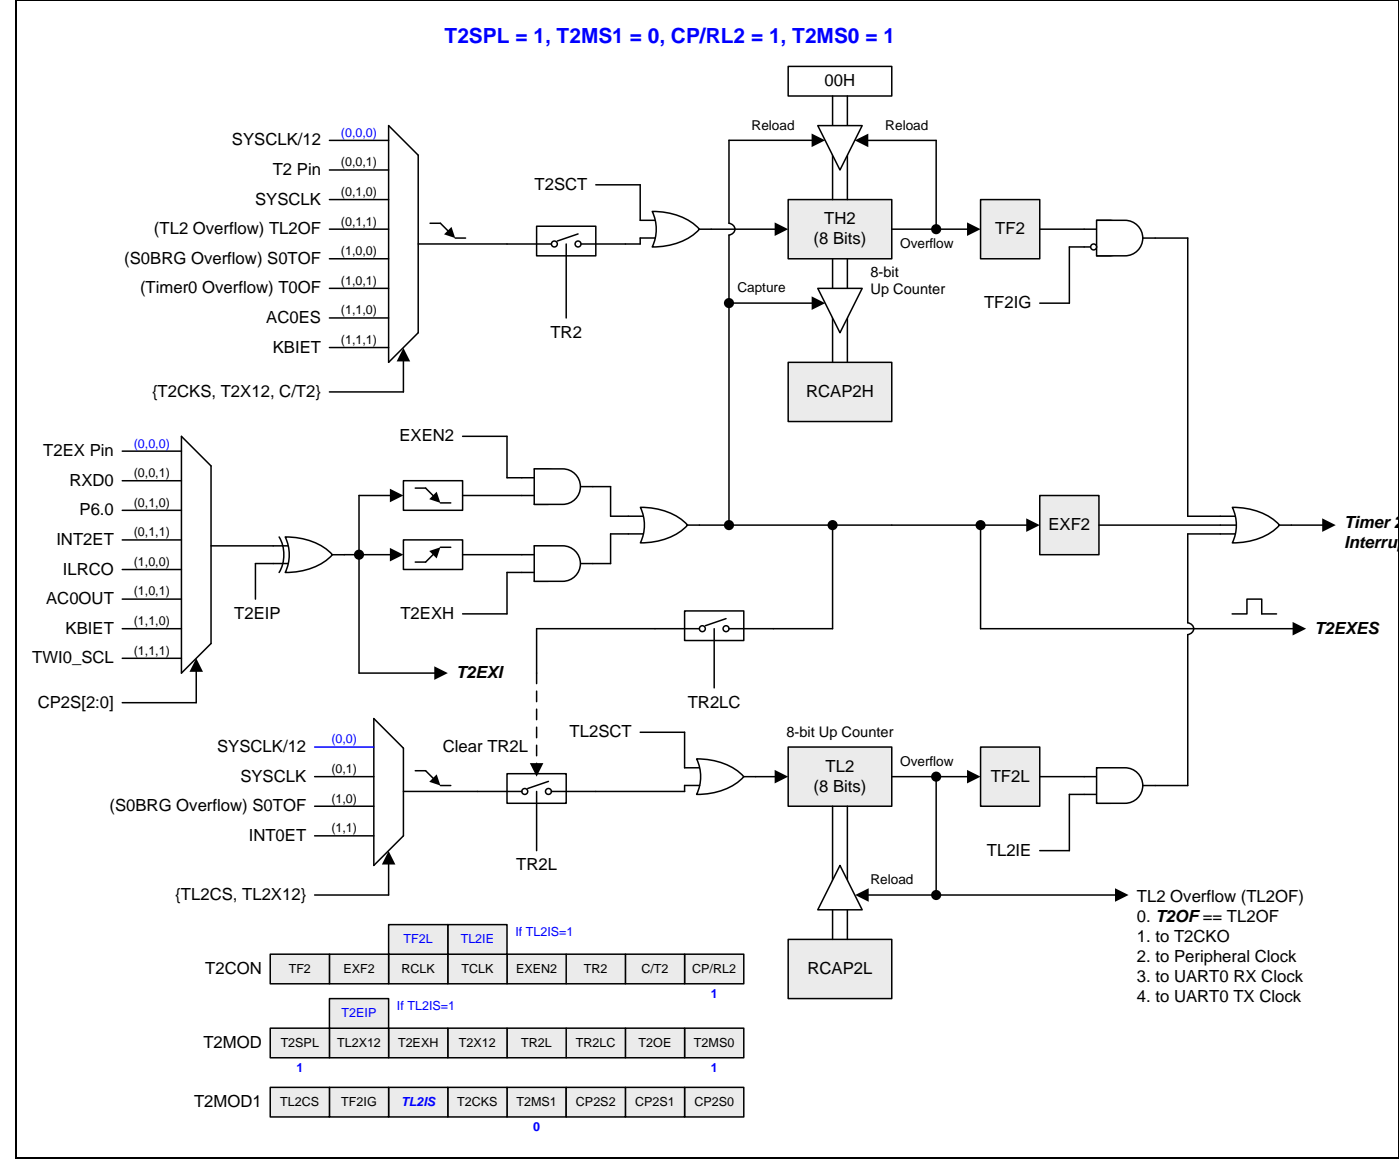 T2SPL = 1, T2MS1 = 0, CP/RL2 = 1, T2MS0 = 1
00H
Reload
Reload
SYSCLK/12 (0,0,0)
T2 Pin (0,0,1)
SYSCLK (0,1,0)
(TL2 Overflow) TL2OF (0,1,1)
(S0BRG Overflow) S0TOF (1,0,0)
(Timer0 Overflow) T0OF (1,0,1)
AC0ES (1,1,0)
KBIET (1,1,1)
{T2CKS, T2X12, C/T2}
TR2
T2SCT
TH2
(8 Bits)
Overflow
8-bit
Up Counter
TF2
TF2IG
Capture
RCAP2H
T2EX Pin (0,0,0)
RXD0 (0,0,1)
P6.0 (0,1,0)
INT2ET (0,1,1)
ILRCO (1,0,0)
AC0OUT (1,0,1)
KBIET (1,1,0)
TWI0_SCL (1,1,1)
CP2S[2:0]
T2EIP
EXEN2
T2EXH
T2EXI
EXF2
Timer
T2EXES
TR2LC
SYSCLK/12 (0,0)
SYSCLK (0,1)
(S0BRG Overflow) S0TOF (1,0)
INT0ET (1,1)
{TL2CS, TL2X12}
Clear TR2L
TR2L
TL2SCT
8-bit Up Counter
TL2
(8 Bits)
Overflow
TF2L
TL2IE
Reload
RCAP2L
TL2 Overflow (TL2OF)
0. T2OF == TL2OF
1. to T2CKO
2. to Peripheral Clock
3. to UART0 RX Clock
4. to UART0 TX Clock
TF2L TL2IE If TL2IS=1
T2CON TF2 EXF2 RCLK TCLK EXEN2 TR2 C/T2 CP/RL2
1
T2EIP If TL2IS=1
T2MOD T2SPL TL2X12 T2EXH T2X12 TR2L TR2LC T2OE T2MS0
1 1
T2MOD1 TL2CS TF2IG TL2IS T2CKS T2MS1 CP2S2 CP2S1 CP2S0
0